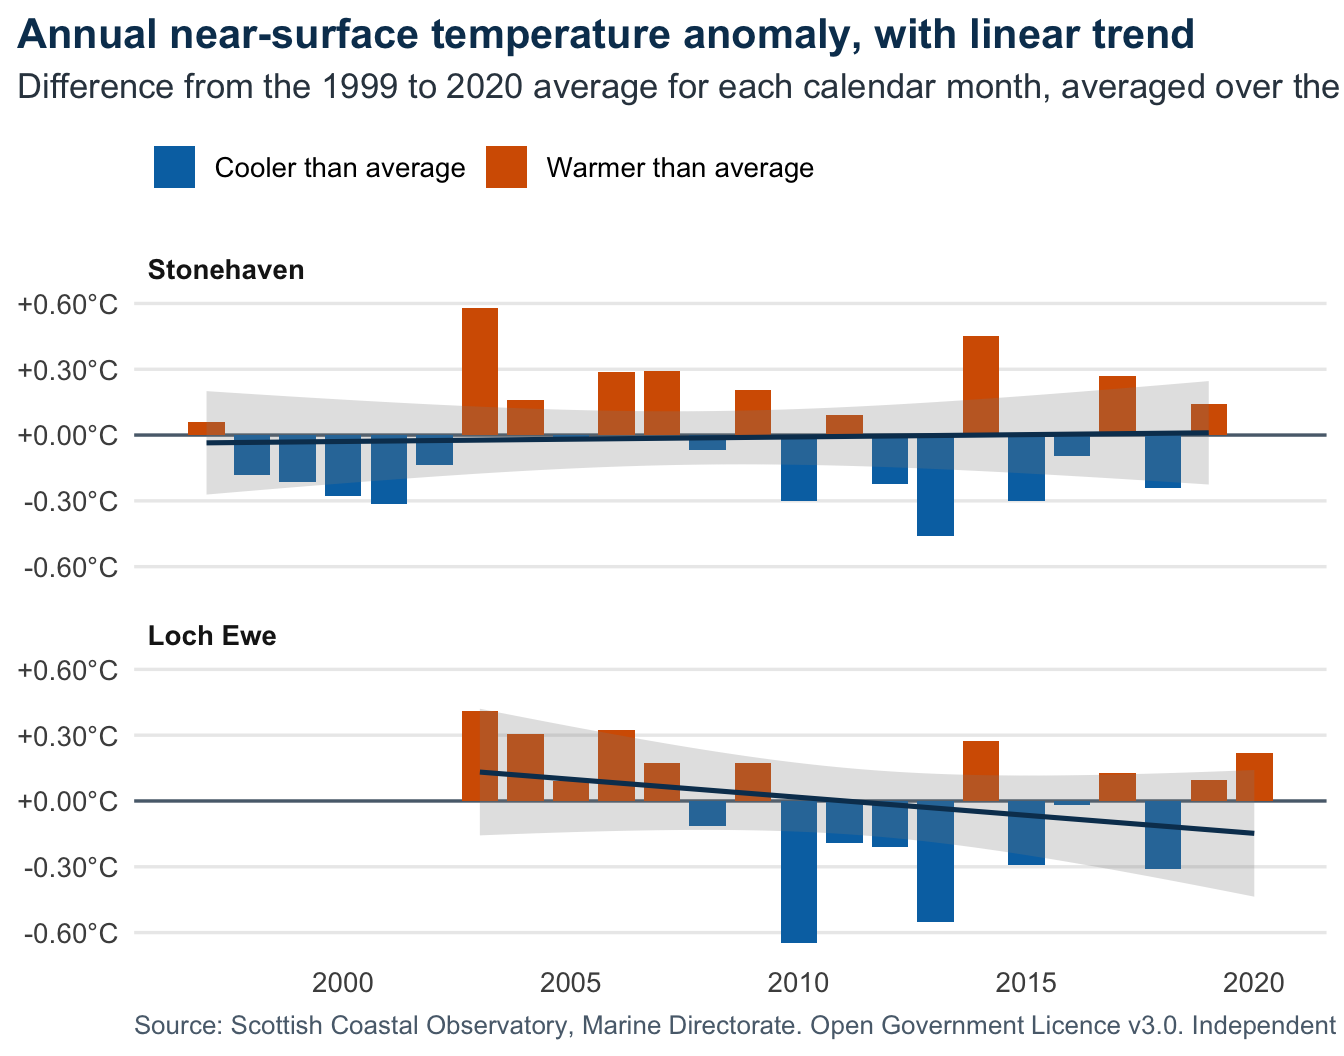 Annual near-surface temperature anomaly, with linear trend
Difference from the 1999 to 2020 average for each calendar month, averaged over the
Cooler than average
Warmer than average
Stonehaven
+0.60°C
+0.30°C
+0.00°C
-0.30°C
-0.60°C
Loch Ewe
+0.60°C
+0.30°C
+0.00°C
-0.30°C
-0.60°C
2000 2005 2010 2015 2020
Source: Scottish Coastal Observatory, Marine Directorate. Open Government Licence v3.0. Independent